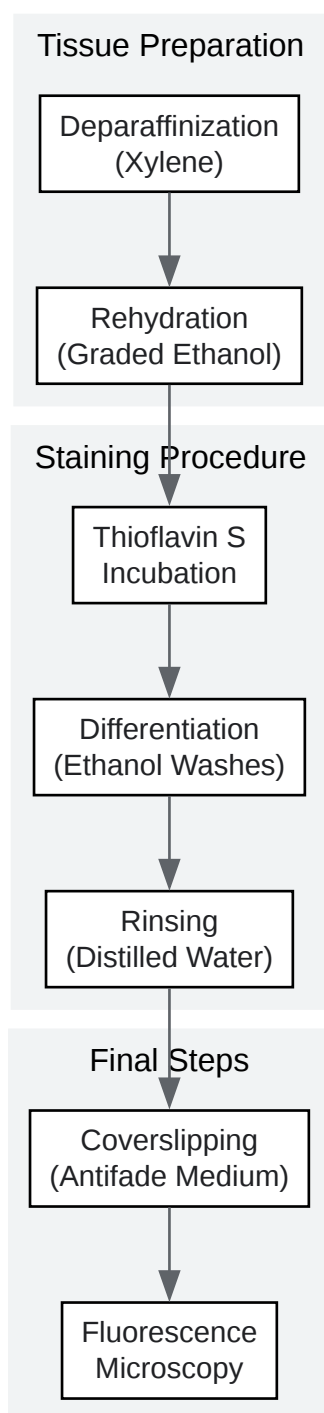 Tissue Preparation
Deparaffinization
(Xylene)
Rehydration
(Graded Ethanol)
Staining Procedure
Thioflavin S
Incubation
Differentiation
(Ethanol Washes)
Rinsing
(Distilled Water)
Final Steps
Coverslipping
(Antifade Medium)
Fluorescence
Microscopy